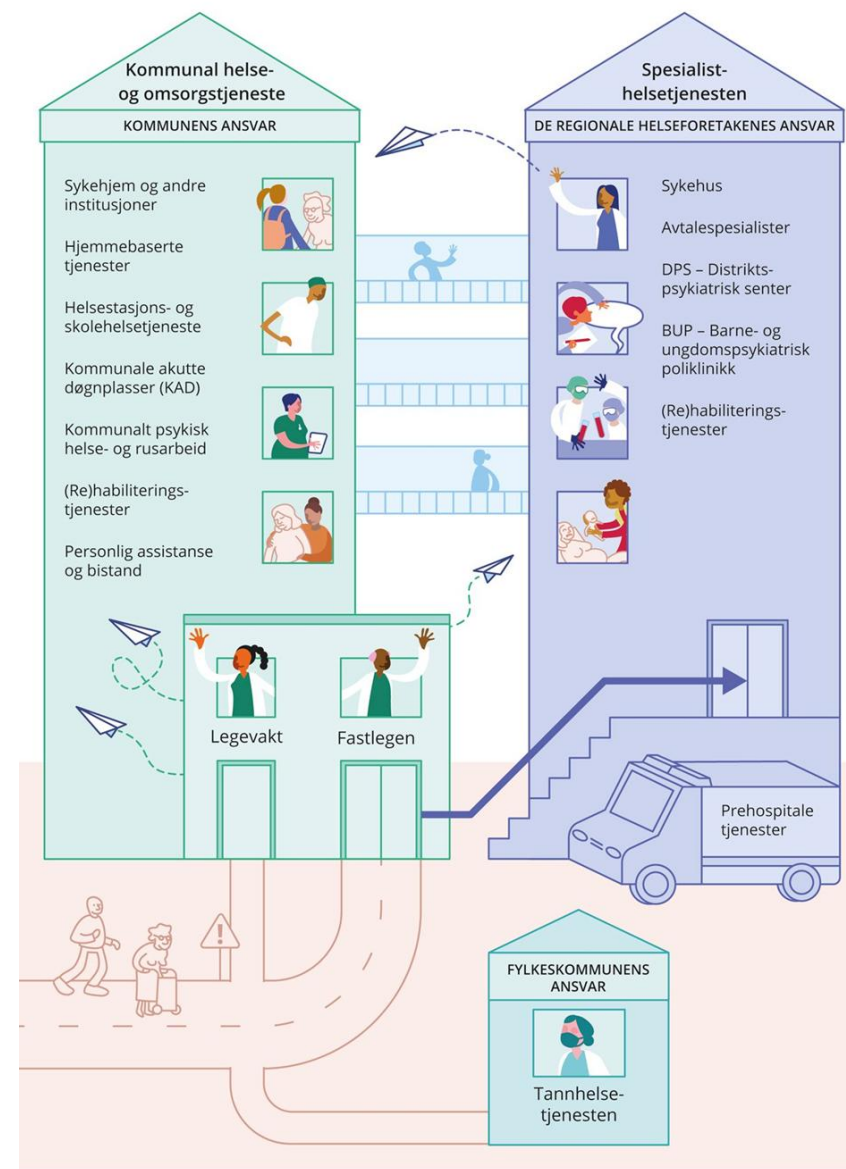 Kommunal helse-
og omsorgstjeneste
KOMMUNENS ANSVAR
Sykehjem og andre
institusjoner
Hjemmebaserte
tjenester
Helsestasjons- og
skolehelsetjeneste
Kommunale akutte
døgnplasser (KAD)
Kommunalt psykisk
helse- og rusarbeid
(Re)habiliterings-
tjenester
Personlig assistanse
og bistand
Legevakt
Fastlegen
Spesialist-
helsetjenesten
DE REGIONALE HELSEFORETAKENES ANSVAR
Sykehus
Avtalespesialister
DPS – Distrikts-
psykiatrisk senter
BUP – Barne- og
ungdomspsykiatrisk
poliklinikk
(Re)habiliterings-
tjenester
Prehospitale
tjenester
FYLKESKOMMUNENS
ANSVAR
Tannhelse-
tjenesten